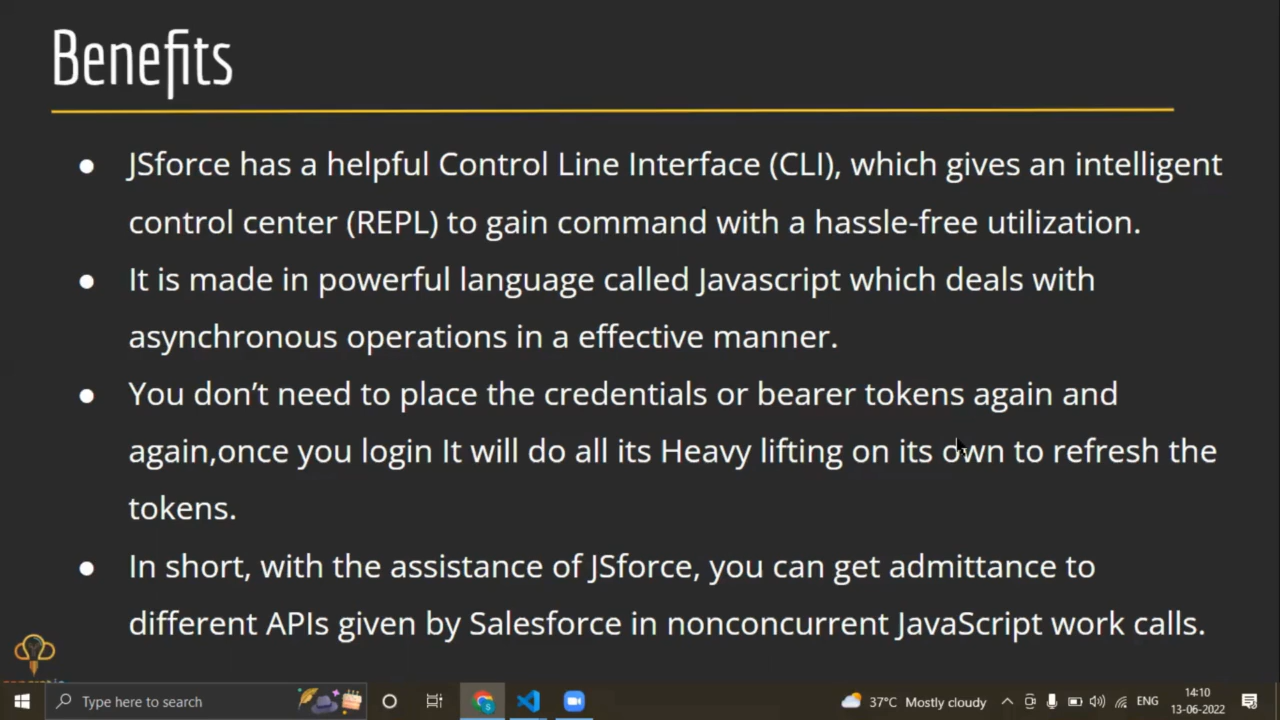 Benefits
● JSforce has a helpful Control Line Interface (CLI), which gives an intelligent
control center (REPL) to gain command with a hassle-free utilization.
● It is made in powerful language called Javascript which deals with
asynchronous operations in a effective manner.
● You don’t need to place the credentials or bearer tokens again and
again,once you login It will do all its Heavy lifting on its own to refresh the
tokens.
● In short, with the assistance of JSforce, you can get admittance to
different APIs given by Salesforce in nonconcurrent JavaScript work calls.
Type here to search
37°C Mostly cloudy
ENG
14:10
13-06-2022